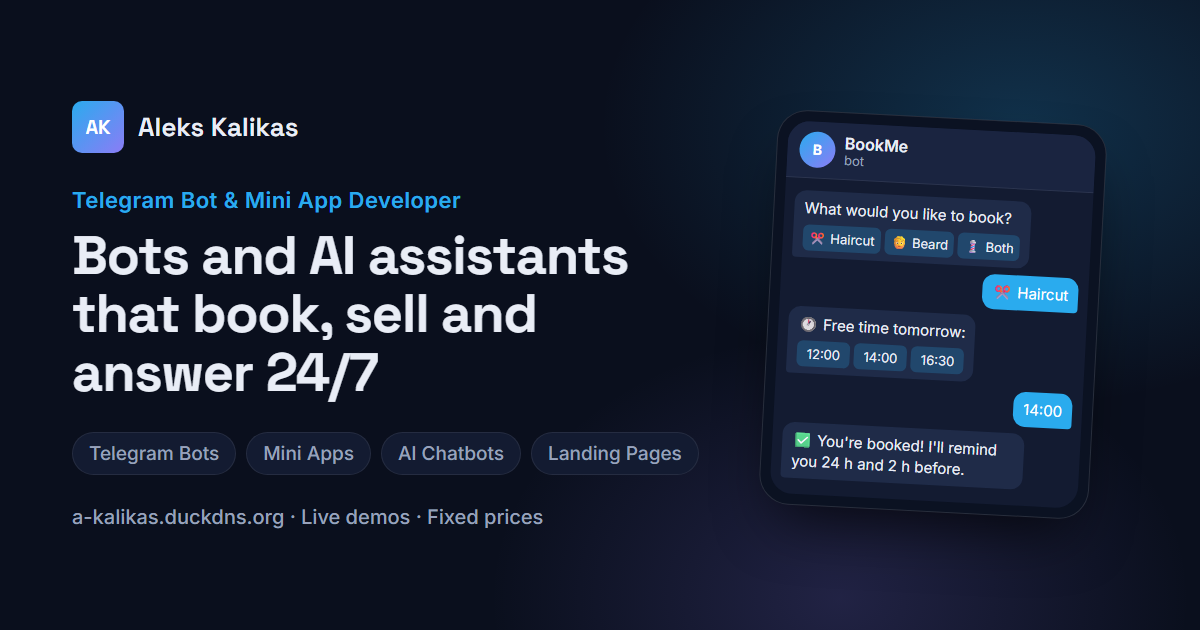 AK
Aleks Kalikas
Telegram Bot & Mini App Developer
Bots and AI assistants
that book, sell and
answer 24/7
Telegram Bots
Mini Apps
AI Chatbots
Landing Pages
a-kalikas.duckdns.org · Live demos · Fixed prices
B
BookMe
bot
What would you like to book?
✂️ Haircut 🧔 Beard 💈 Both
✂️ Haircut
🕐 Free time tomorrow:
12:00 14:00 16:30
14:00
✅ You're booked! I'll remind
you 24 h and 2 h before.